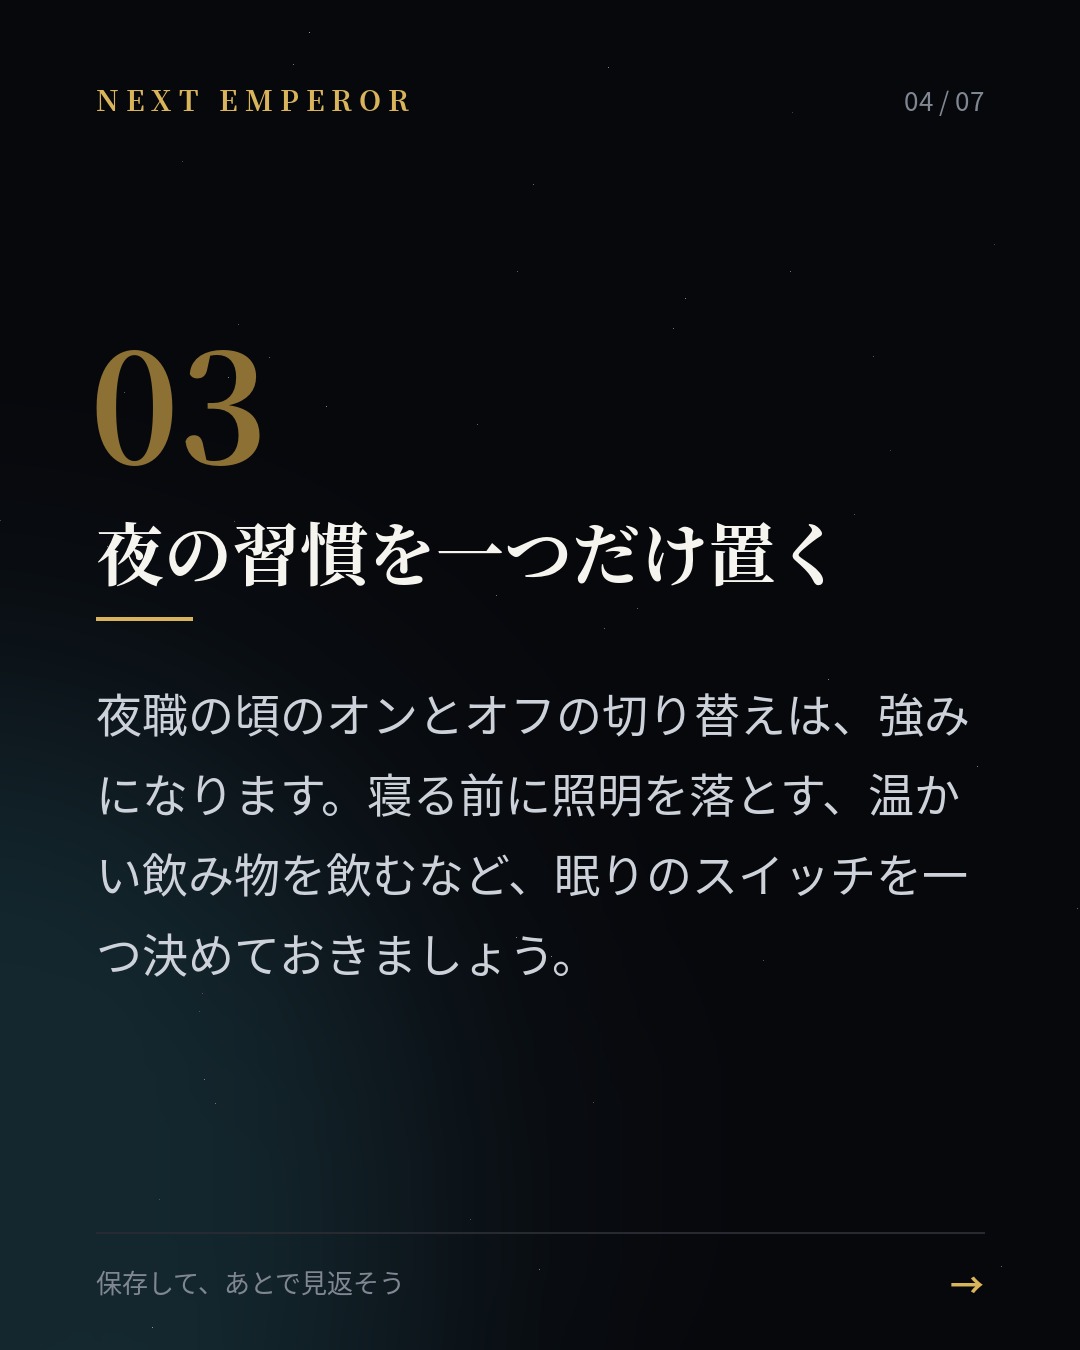 NEXT EMPEROR
04 / 07
03
夜の習慣を一つだけ置く
夜職の頃のオンとオフの切り替えは、強み
になります。寝る前に照明を落とす、温か
い飲み物を飲むなど、眠りのスイッチを一
つ決めておきましょう。
保存して、あとで見返そう
→